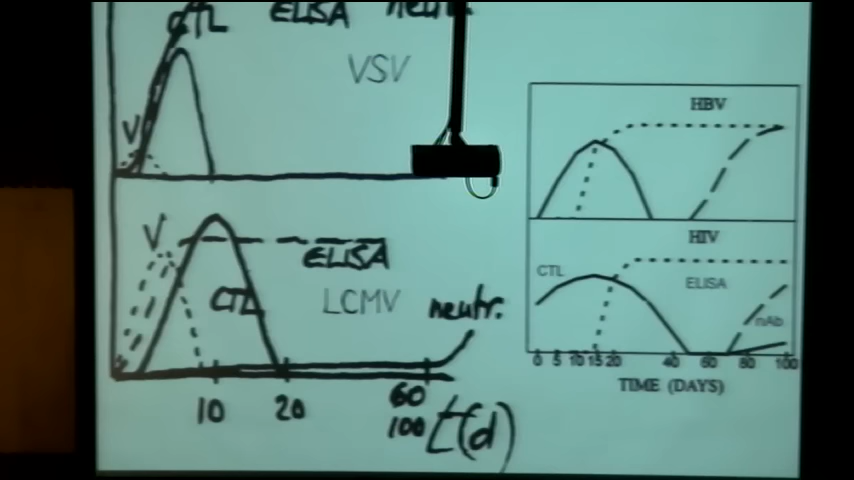 CTL ELISA neutr.
VSV
V
V
ELISA
CTL
LCMV
neutr.
10 20 60
100 t(d)
HBV
HIV
CTL
ELISA
nAb
0 5 10 15 20 40 60 80 100
TIME (DAYS)